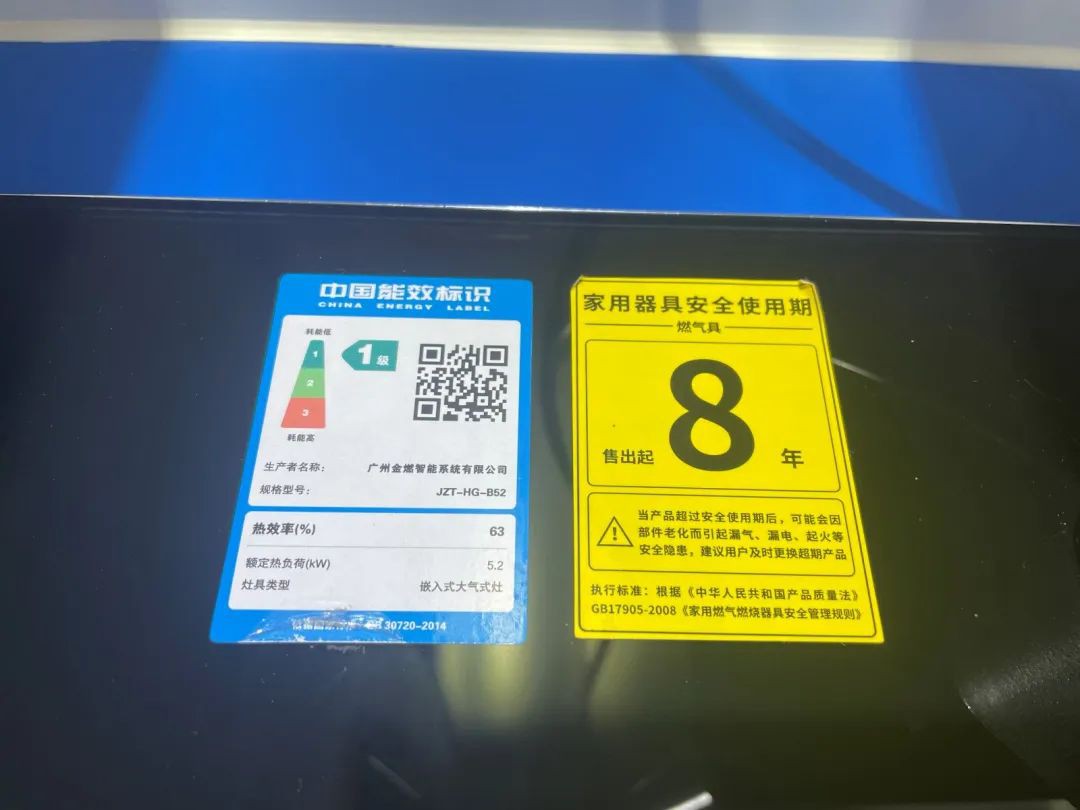 中国能效标识
CHINA ENERGY LABEL
耗能低
1
2
3
耗能高
1级
生产者名称：
广州金燃智能系统有限公司
规格型号：
JZT-HG-B52
热效率(%)
63
额定热负荷(kW)
5.2
灶具类型
嵌入式大气式灶
30720-2014
家用器具安全使用期
燃气具
售出起 8 年
当产品超过安全使用期后，可能会因
部件老化而引起漏气、漏电、起火等
安全隐患，建议用户及时更换超期产品
执行标准：根据《中华人民共和国产品质量法》
GB17905-2008《家用燃气燃烧器具安全管理规则》